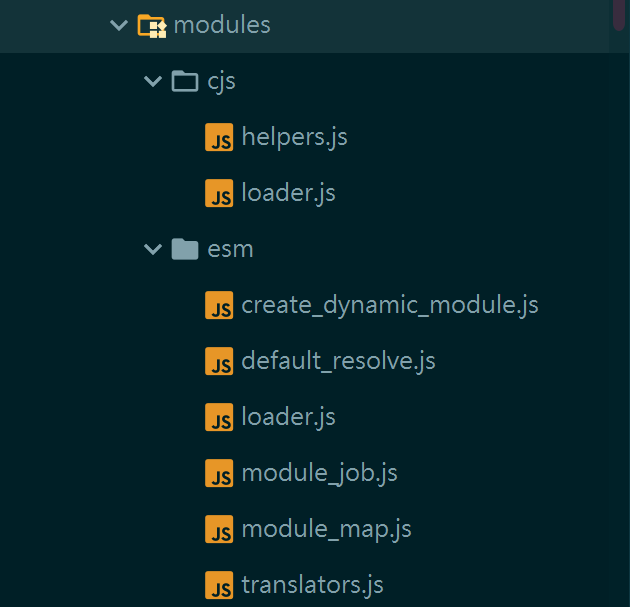 modules
cjs
JS helpers.js
JS loader.js
esm
JS create_dynamic_module.js
JS default_resolve.js
JS loader.js
JS module_job.js
JS module_map.js
JS translators.js